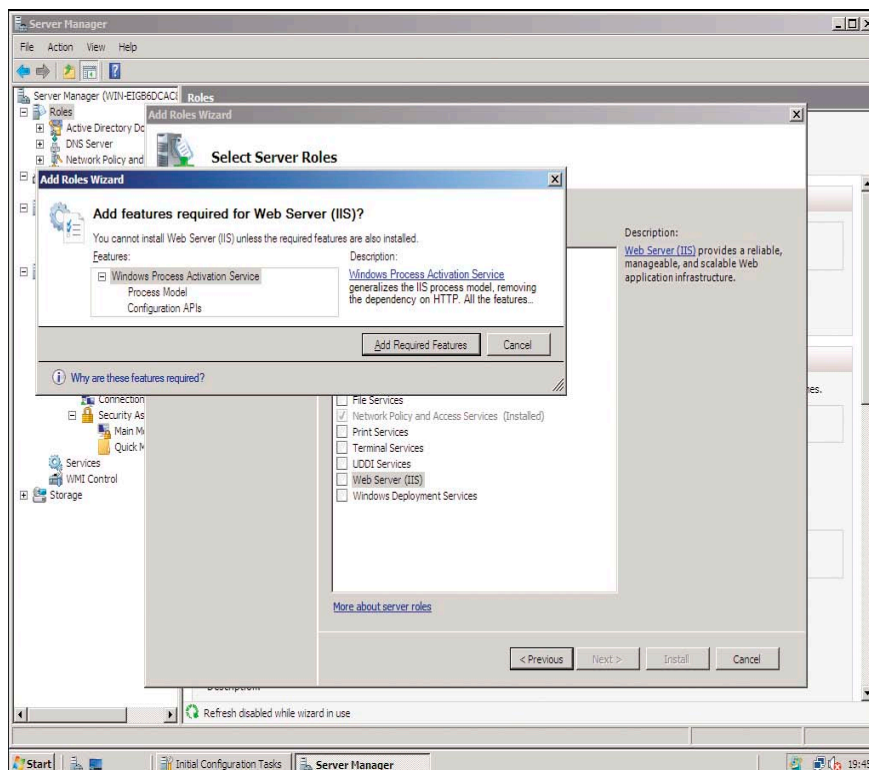 Server Manager
File Action View Help
Server Manager (WIN-EIGB6DCAC
Roles
Roles
Active Directory Do
DNS Server
Network Policy and
Add Roles Wizard
Select Server Roles
Add Roles Wizard
Add features required for Web Server (IIS)?
You cannot install Web Server (IIS) unless the required features are also installed.
Features:
Windows Process Activation Service
Process Model
Configuration APIs
Description:
Windows Process Activation Service
generalizes the IIS process model, removing
the dependency on HTTP. All the features...
Add Required Features
Cancel
Why are these features required?
Description:
Web Server (IIS) provides a reliable,
manageable, and scalable Web
application infrastructure.
Connection
Security As
Main M
Quick M
Services
WMI Control
Storage
File Services
Network Policy and Access Services (Installed)
Print Services
Terminal Services
UDDI Services
Web Server (IIS)
Windows Deployment Services
More about server roles
< Previous
Next >
Install
Cancel
Refresh disabled while wizard in use
Start
Initial Configuration Tasks
Server Manager
19:45